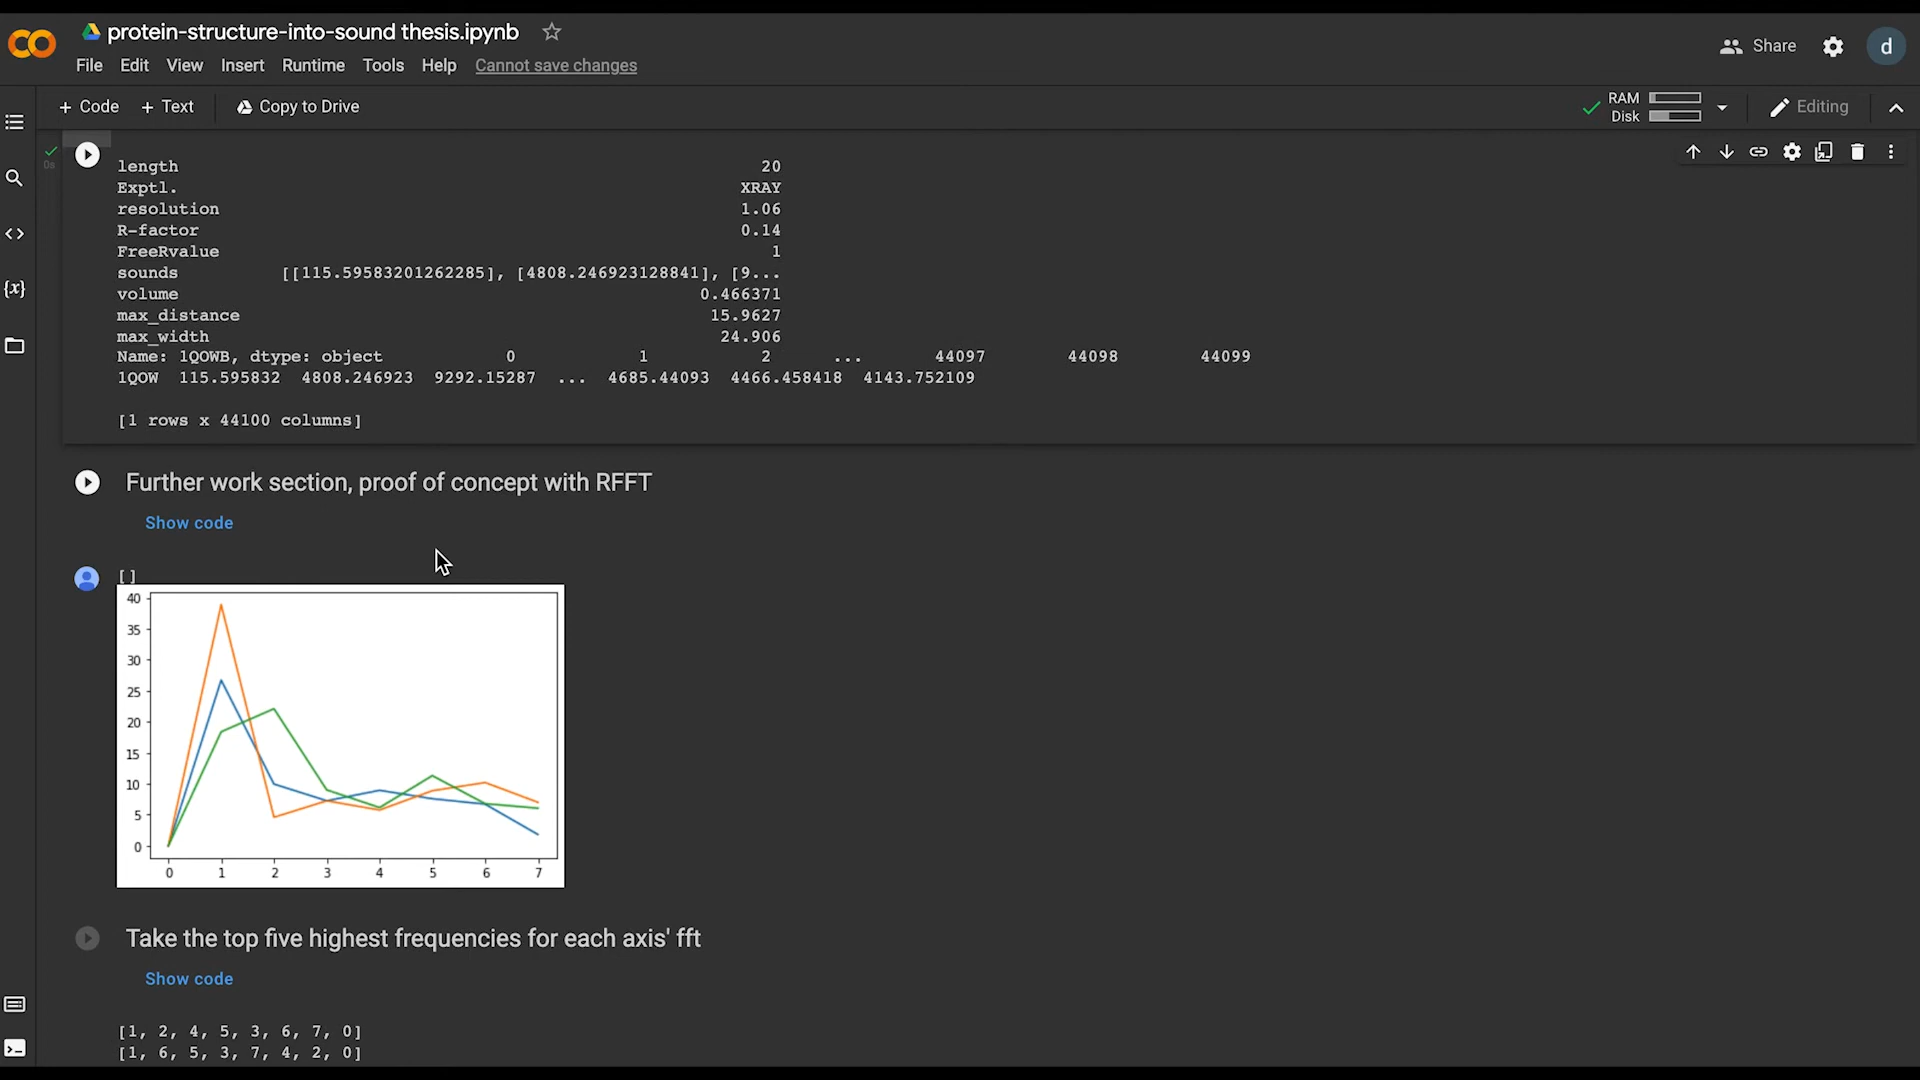 protein-structure-into-sound thesis.ipynb
File Edit View Insert Runtime Tools Help Cannot save changes
Share
d
+ Code + Text Copy to Drive
RAM
Disk
Editing
0s
length 20
Exptl. XRAY
resolution 1.06
R-factor 0.14
FreeRvalue 1
sounds [[115.59583201262285], [4808.246923128841], [9...
volume 0.466371
max_distance 15.9627
max_width 24.906
Name: 1QOWB, dtype: object 0 1 2 ... 44097 44098 44099
1QOW 115.595832 4808.246923 9292.15287 ... 4685.44093 4466.458418 4143.752109
[1 rows x 44100 columns]
Further work section, proof of concept with RFFT
Show code
[]
40
35
30
25
20
15
10
5
0
0 1 2 3 4 5 6 7
Take the top five highest frequencies for each axis' fft
Show code
[1, 2, 4, 5, 3, 6, 7, 0]
[1, 6, 5, 3, 7, 4, 2, 0]